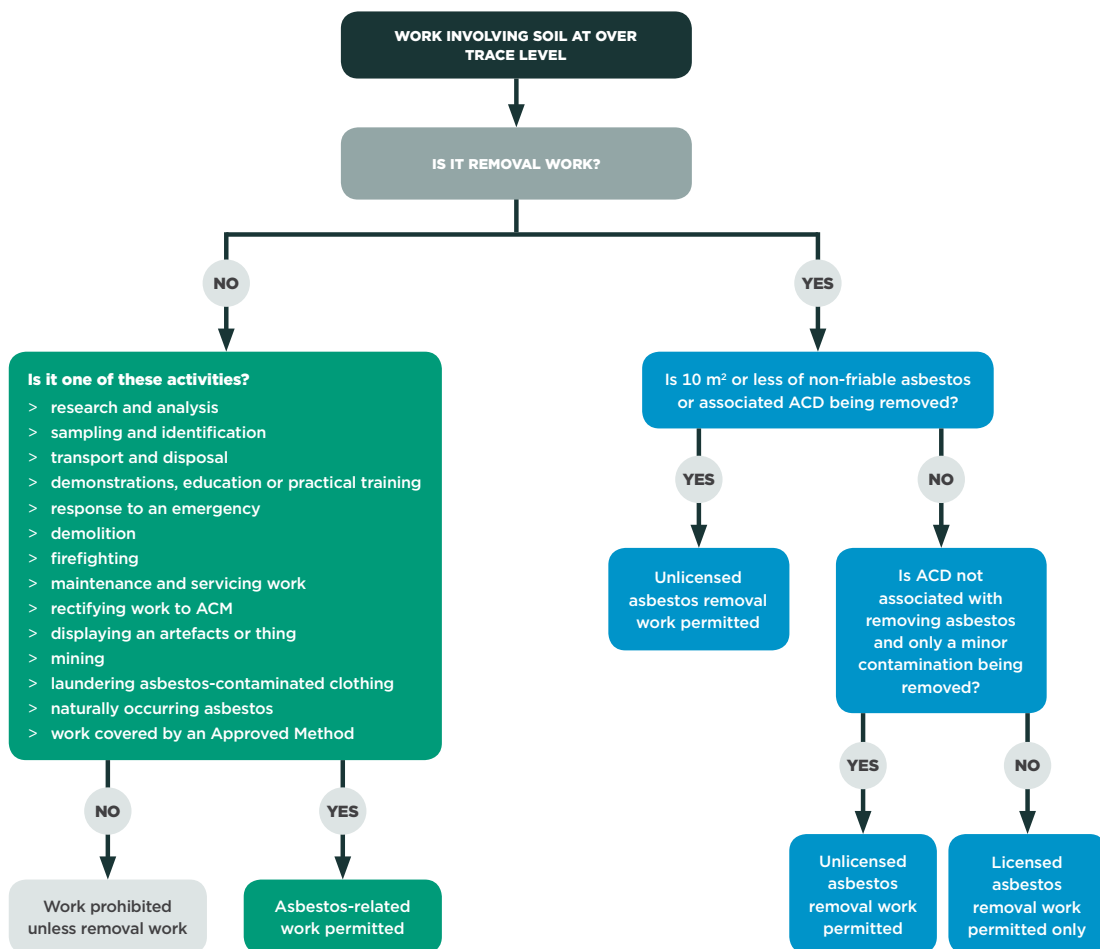 WORK INVOLVING SOIL AT OVER
TRACE LEVEL
IS IT REMOVAL WORK?
NO
YES
Is it one of these activities?
> research and analysis
> sampling and identification
> transport and disposal
> demonstrations, education or practical training
> response to an emergency
> demolition
> firefighting
> maintenance and servicing work
> rectifying work to ACM
> displaying an artefacts or thing
> mining
> laundering asbestos-contaminated clothing
> naturally occurring asbestos
> work covered by an Approved Method
NO
YES
Work prohibited
unless removal work
Asbestos-related
work permitted
Is 10 m² or less of non-friable asbestos
or associated ACD being removed?
YES
NO
Unlicensed
asbestos removal
work permitted
Is ACD not
associated with
removing asbestos
and only a minor
contamination being
removed?
YES
NO
Unlicensed
asbestos
removal work
permitted
Licensed
asbestos
removal work
permitted only